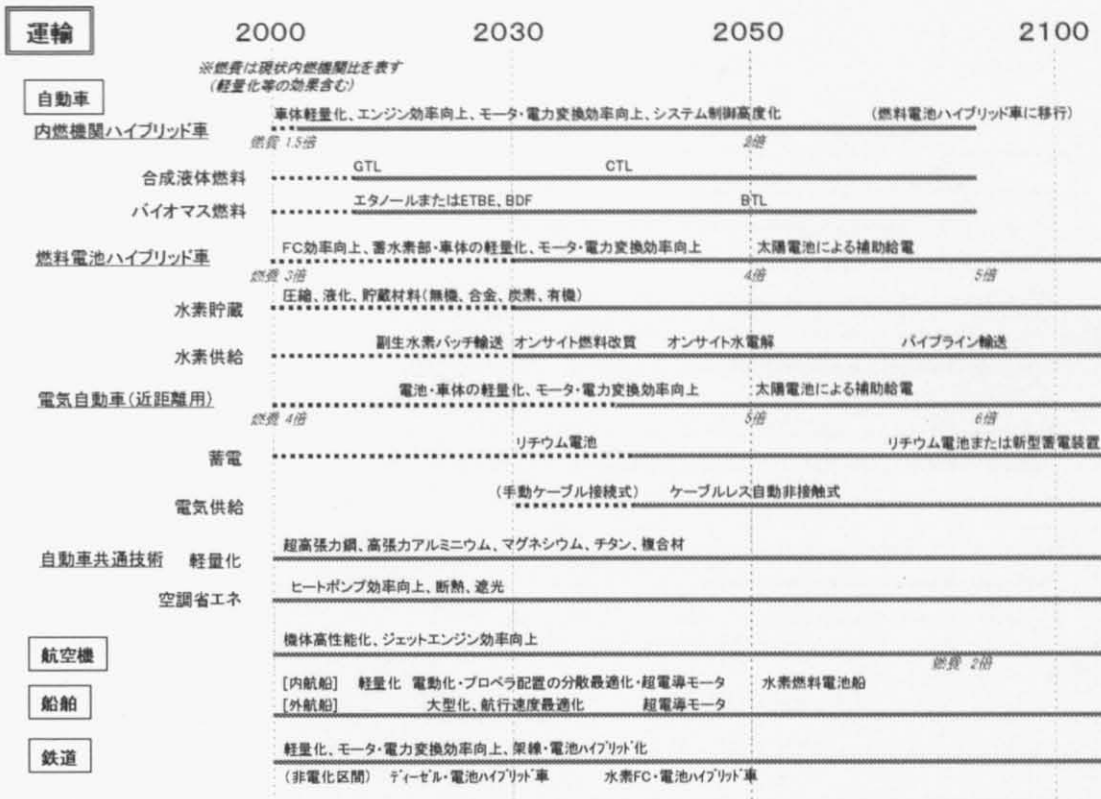 運輸
2000 2030 2050 2100
※燃費は現状内燃機関比を表す
(軽量化等の効果含む)
自動車
車体軽量化、エンジン効率向上、モータ・電力変換効率向上、システム制御高度化 (燃料電池ハイブリッド車に移行)
内燃機関ハイブリッド車
燃費 1.5倍 2倍
GTL CTL
合成液体燃料
エタノールまたはETBE、BDF BTL
バイオマス燃料
FC効率向上、蓄水素部・車体の軽量化、モータ・電力変換効率向上 太陽電池による補助給電
燃料電池ハイブリッド車
燃費 3倍 4倍 5倍
圧縮、液化、貯蔵材料(無機、合金、炭素、有機)
水素貯蔵
副生水素バッチ輸送 オンサイト燃料改質 オンサイト水電解 パイプライン輸送
水素供給
電池・車体の軽量化、モータ・電力変換効率向上 太陽電池による補助給電
電気自動車(近距離用)
燃費 4倍 5倍 6倍
リチウム電池 リチウム電池または新型蓄電装置
蓄電
(手動ケーブル接続式) ケーブルレス自動非接触式
電気供給
超高張力鋼、高張力アルミニウム、マグネシウム、チタン、複合材
自動車共通技術 軽量化
ヒートポンプ効率向上、断熱、遮光
空調省エネ
機体高性能化、ジェットエンジン効率向上
航空機
燃費 2倍
[内航船] 軽量化 電動化・プロペラ配置の分散最適化・超電導モータ 水素燃料電池船
船舶
[外航船] 大型化、航行速度最適化 超電導モータ
軽量化、モータ・電力変換効率向上、架線・電池ハイブリッド化
鉄道
(非電化区間) ディーゼル・電池ハイブリッド車 水素FC・電池ハイブリッド車